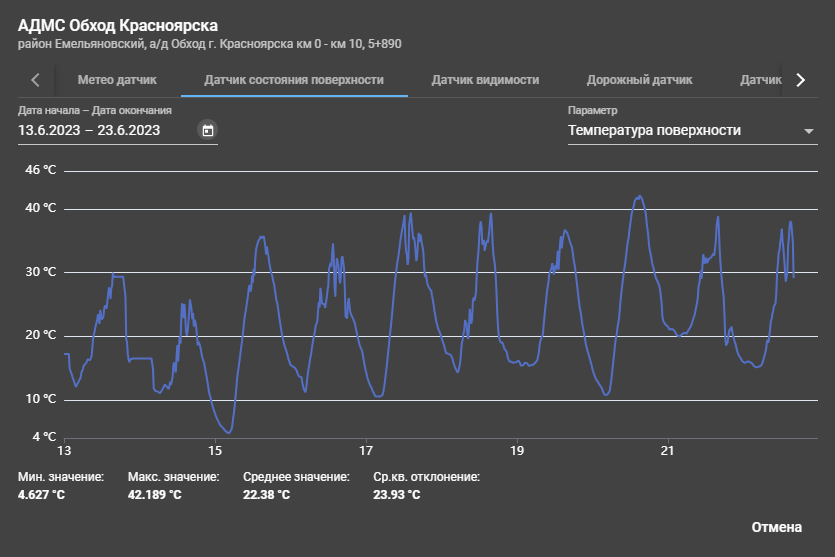 АДМС Обход Красноярска
район Емельяновский, а/д Обход г. Красноярска км 0 - км 10, 5+890
Метео датчик Датчик состояния поверхности Датчик видимости Дорожный датчик Датчик
Дата начала – Дата окончания Параметр
13.6.2023 – 23.6.2023 Температура поверхности
46 °C
40 °C
30 °C
20 °C
10 °C
4 °C
13 15 17 19 21
Мин. значение: Макс. значение: Среднее значение: Ср.кв. отклонение:
4.627 °C 42.189 °C 22.38 °C 23.93 °C
Отмена